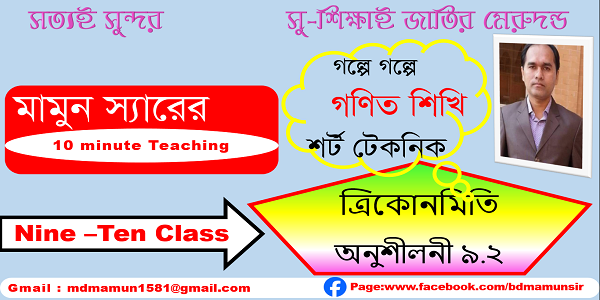 সত্যই সুন্দর
সু-শিক্ষাই জাতির মেরুদন্ড
গল্পে গল্পে
গণিত শিখি
শর্ট টেকনিক
মামুন স্যারের
10 minute Teaching
Nine –Ten Class
ত্রিকোনমিতি
অনুশীলনী ৯.২
Gmail : mdmamun1581@gmail.com
Page:www.facebook.com/bdmamunsir